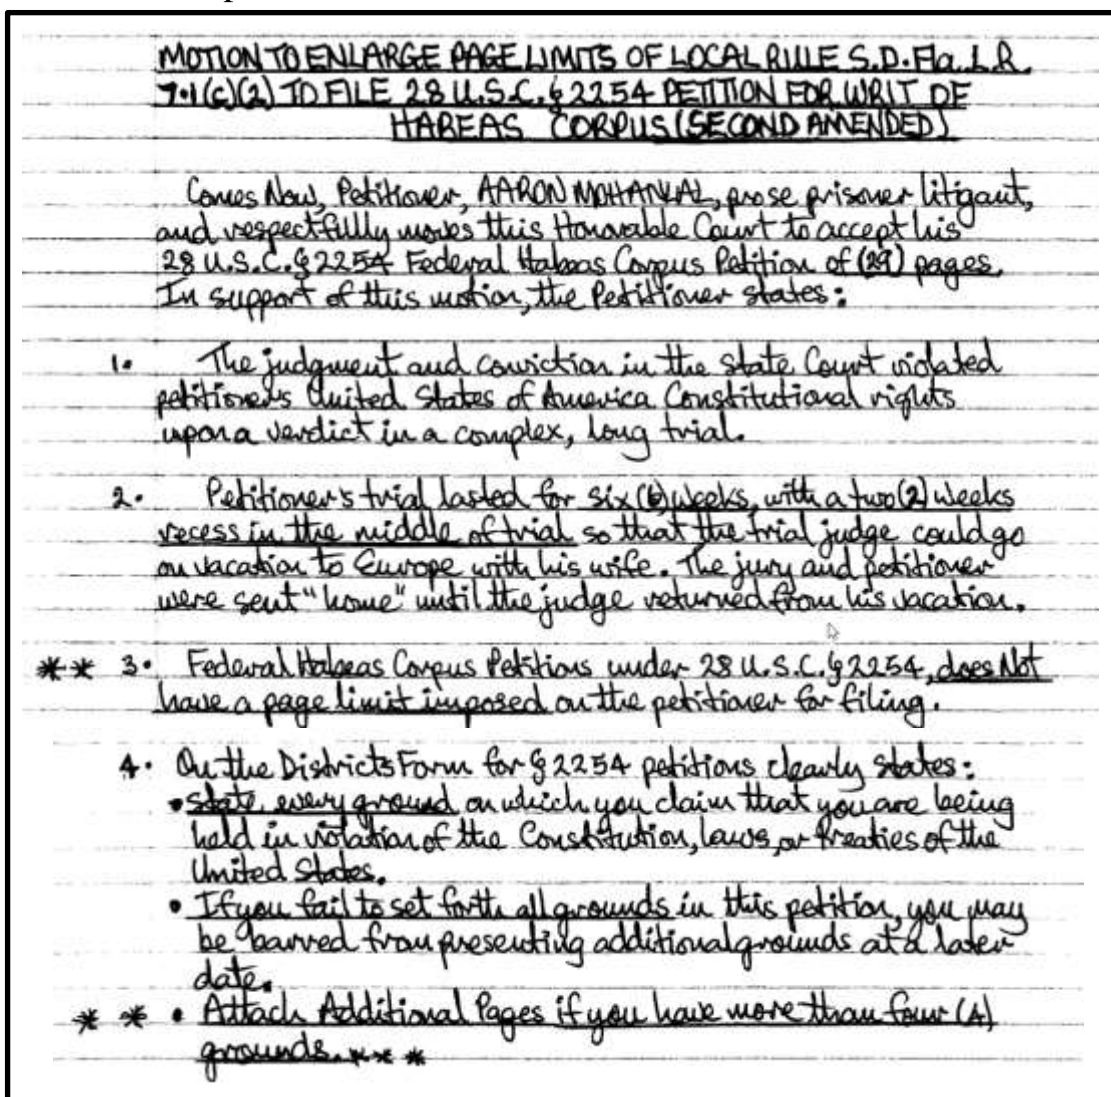 MOTION TO ENLARGE PAGE LIMITS OF LOCAL RULE S.D. Fla. L.R.
7.1(c)(2) TO FILE 28 U.S.C. § 2254 PETITION FOR WRIT OF
HABEAS CORPUS (SECOND AMENDED)
Comes Now, Petitioner, AARON MOHANLAL, prose prisoner litigant,
and respectfully moves this Honorable Court to accept his
28 U.S.C. § 2254 Federal Habeas Corpus Petition of (29) pages.
In support of this motion, the Petitioner states:
1. The judgment and conviction in the State Court violated
petitioner's United States of America Constitutional rights
upon a verdict in a complex, long trial.
2. Petitioner's trial lasted for six (6) weeks, with a two (2) weeks
recess in the middle of trial so that the trial judge could go
on vacation to Europe with his wife. The jury and petitioner
were sent "home" until the judge returned from his vacation.
** 3. Federal Habeas Corpus Petitions under 28 U.S.C. § 2254, does Not
have a page limit imposed on the petitioner for filing.
4. On the Districts Form for § 2254 petitions clearly states:
• State every ground on which you claim that you are being
held in violation of the Constitution, laws, or treaties of the
United States.
• If you fail to set forth all grounds in this petition, you may
be barred from presenting additional grounds at a later
date.
* * • Attach Additional Pages if you have more than four (4)
grounds. * * *